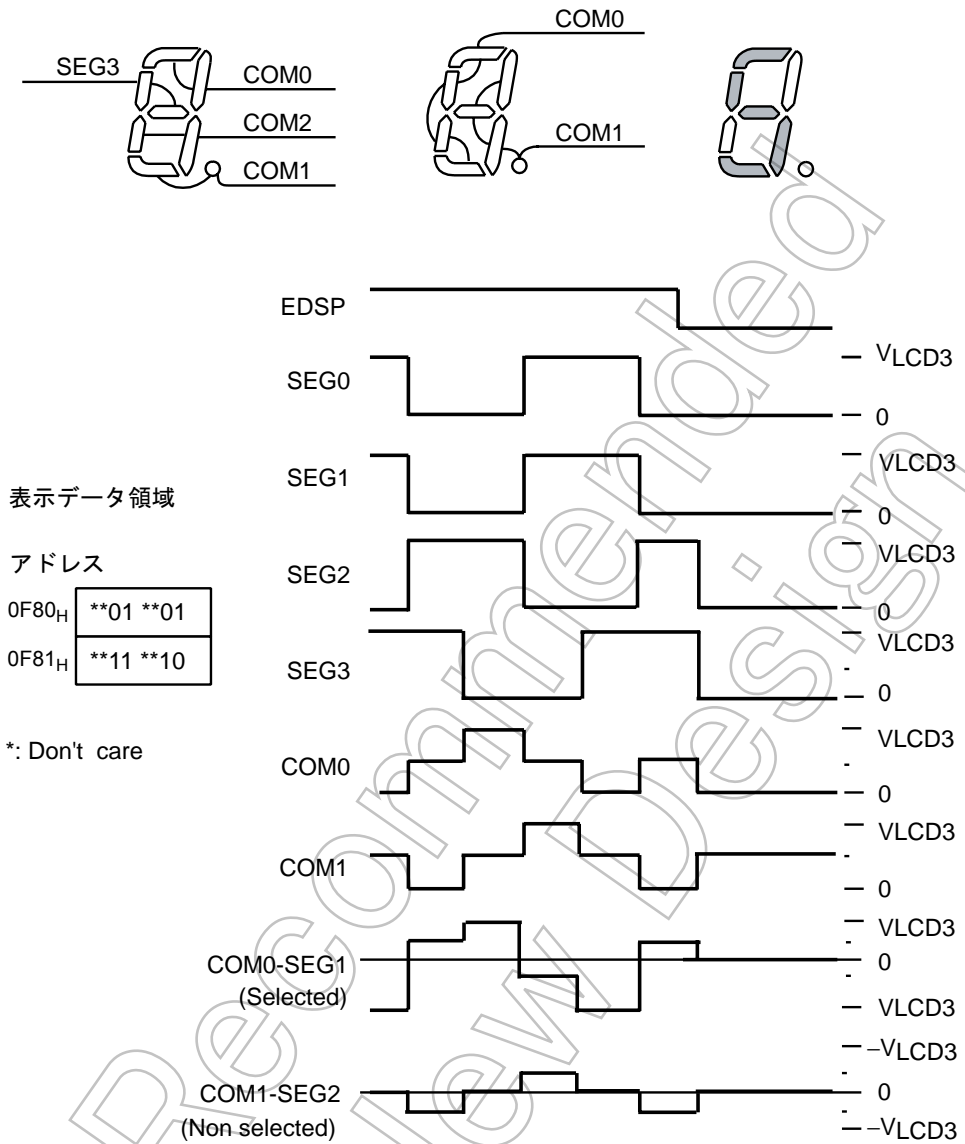 COM0
SEG3
COM0
COM2
COM1
COM1
EDSP
VLCD3
SEG0
0
VLCD3
SEG1
0
表示データ領域
VLCD3
アドレス
SEG2
0F80H
**01 **01
0
VLCD3
0F81H
**11 **10
SEG3
0
*: Don't care
VLCD3
COM0
0
VLCD3
COM1
0
VLCD3
COM0-SEG1
0
(Selected)
VLCD3
–VLCD3
COM1-SEG2
0
(Non selected)
–VLCD3
Recommended
New Design